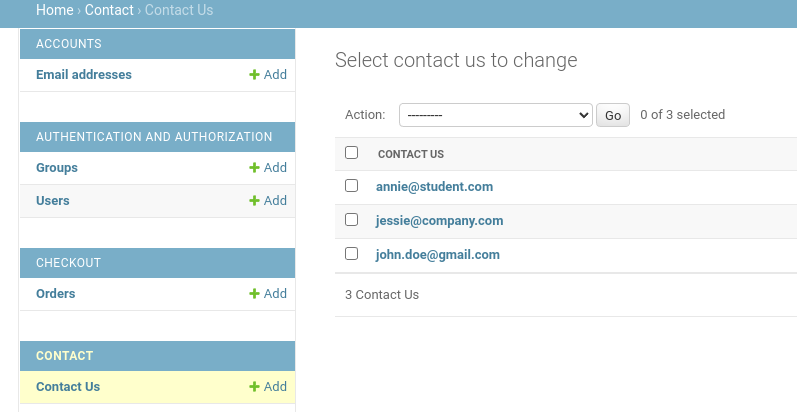 Home › Contact › Contact Us
ACCOUNTS
Email addresses + Add
AUTHENTICATION AND AUTHORIZATION
Groups + Add
Users + Add
CHECKOUT
Orders + Add
CONTACT
Contact Us + Add
Select contact us to change
Action: --------- Go 0 of 3 selected
CONTACT US
annie@student.com
jessie@company.com
john.doe@gmail.com
3 Contact Us